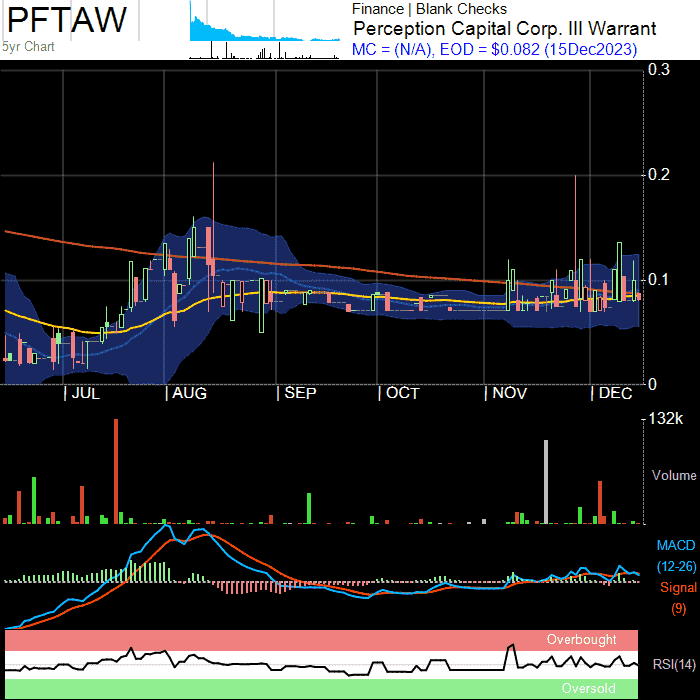 PFTAW
5yr Chart
Finance | Blank Checks
Perception Capital Corp. III Warrant
MC = (N/A), EOD = $0.082 (15Dec2023)
0.3
0.2
0.1
0
| JUL | AUG | SEP | OCT | NOV | DEC
132k
Volume
MACD
(12-26)
Signal
(9)
Overbought
RSI(14)
Oversold